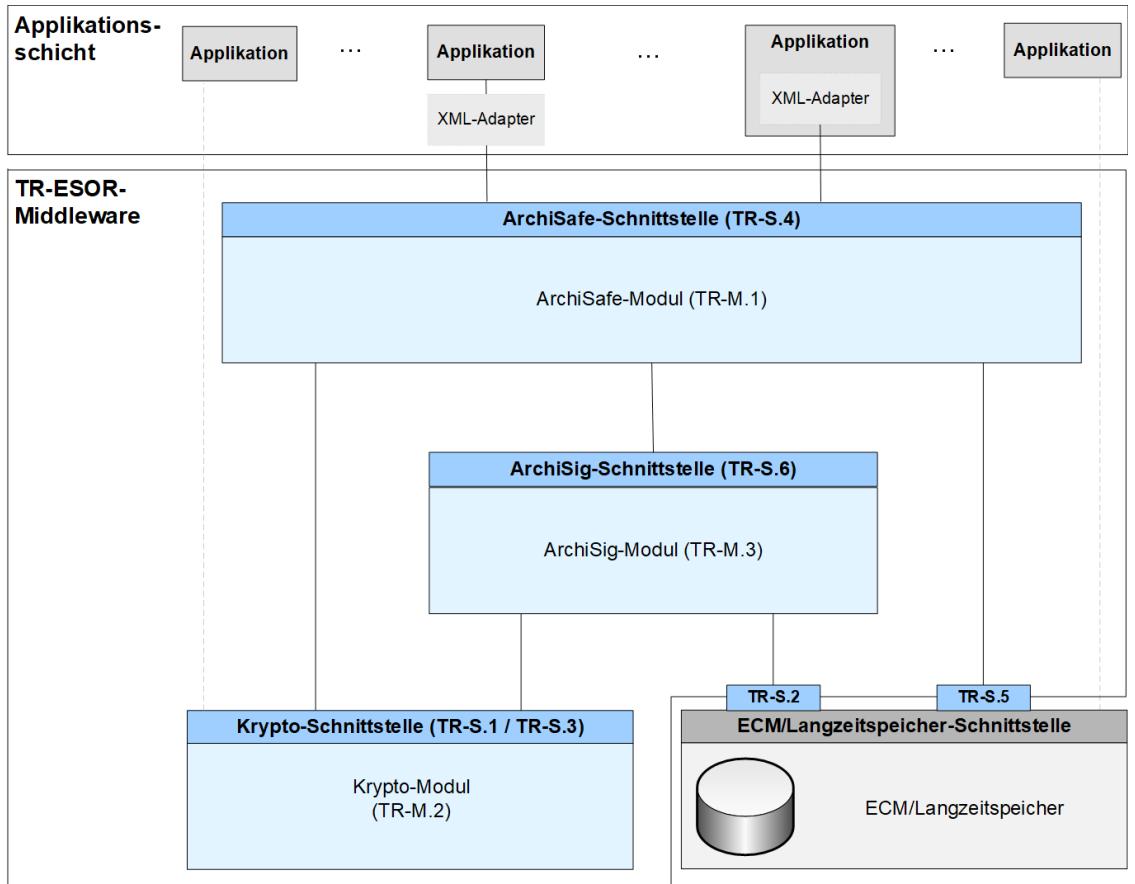 Applikations-
schicht
Applikation
...
Applikation
XML-Adapter
...
Applikation
XML-Adapter
...
Applikation
TR-ESOR-
Middleware
ArchiSafe-Schnittstelle (TR-S.4)
ArchiSafe-Modul (TR-M.1)
ArchiSig-Schnittstelle (TR-S.6)
ArchiSig-Modul (TR-M.3)
TR-S.2
TR-S.5
Krypto-Schnittstelle (TR-S.1 / TR-S.3)
Krypto-Modul
(TR-M.2)
ECM/Langzeitspeicher-Schnittstelle
ECM/Langzeitspeicher